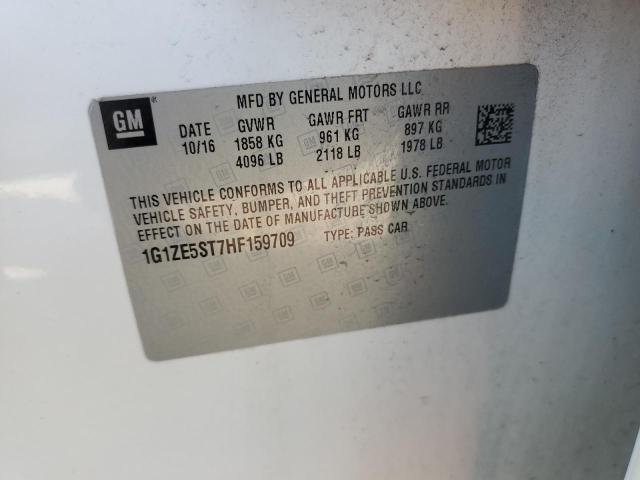 GM ®
MFD BY GENERAL MOTORS LLC
DATE GVWR GAWR FRT GAWR RR
10/16 1858 KG 961 KG 897 KG
4096 LB 2118 LB 1978 LB
THIS VEHICLE CONFORMS TO ALL APPLICABLE U.S. FEDERAL MOTOR
VEHICLE SAFETY, BUMPER, AND THEFT PREVENTION STANDARDS IN
EFFECT ON THE DATE OF MANUFACTURE SHOWN ABOVE.
1G1ZE5ST7HF159709 TYPE: PASS CAR